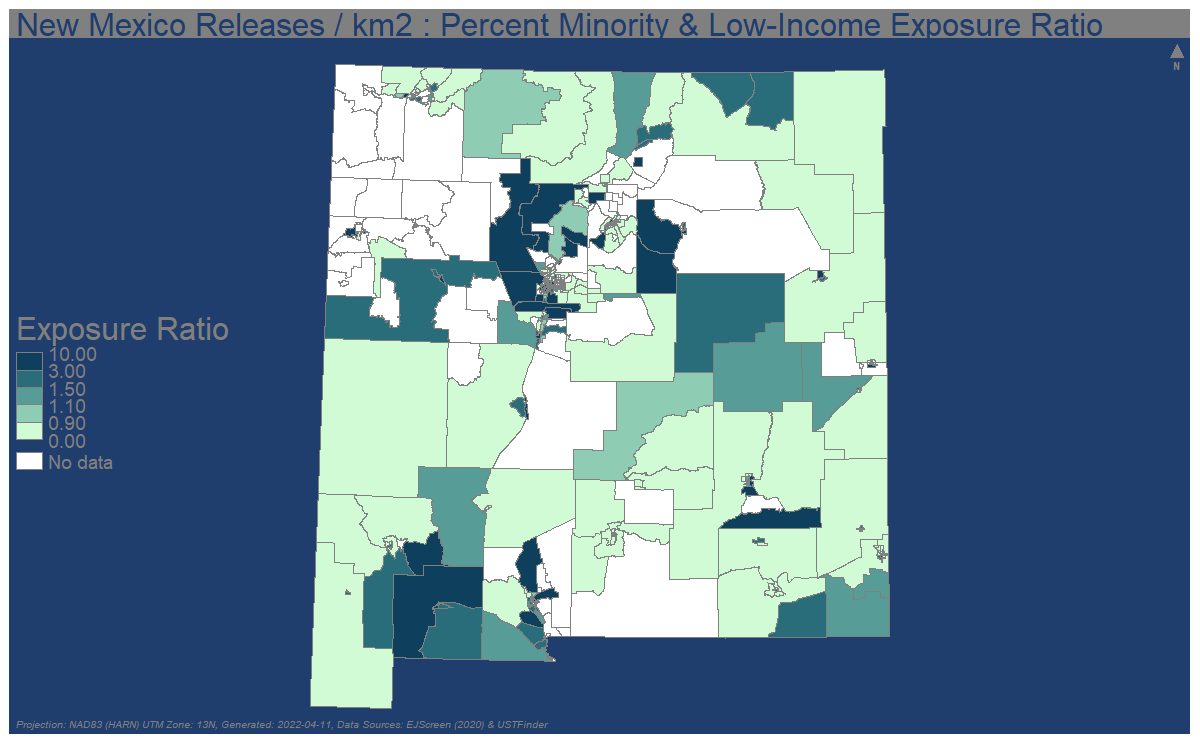 New Mexico Releases / km2 : Percent Minority & Low-Income Exposure Ratio
N
Exposure Ratio
10.00
3.00
1.50
1.10
0.90
0.00
No data
Projection: NAD83 (HARN) UTM Zone: 13N, Generated: 2022-04-11, Data Sources: EJScreen (2020) & USTFinder